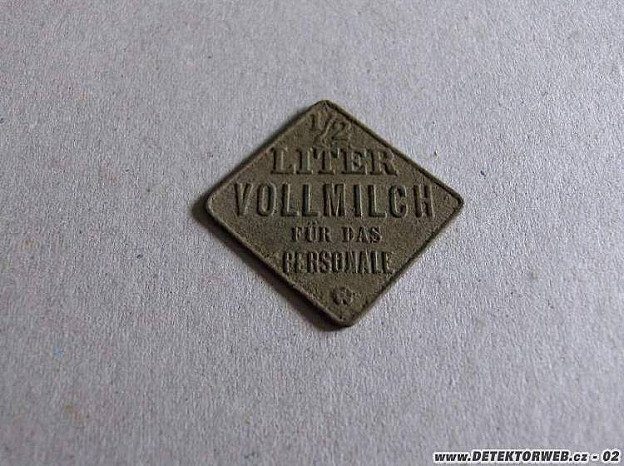 1/2
LITER
VOLLMILCH
FÜR DAS
PERSONALE
www.DETEKTORWEB.cz - 02